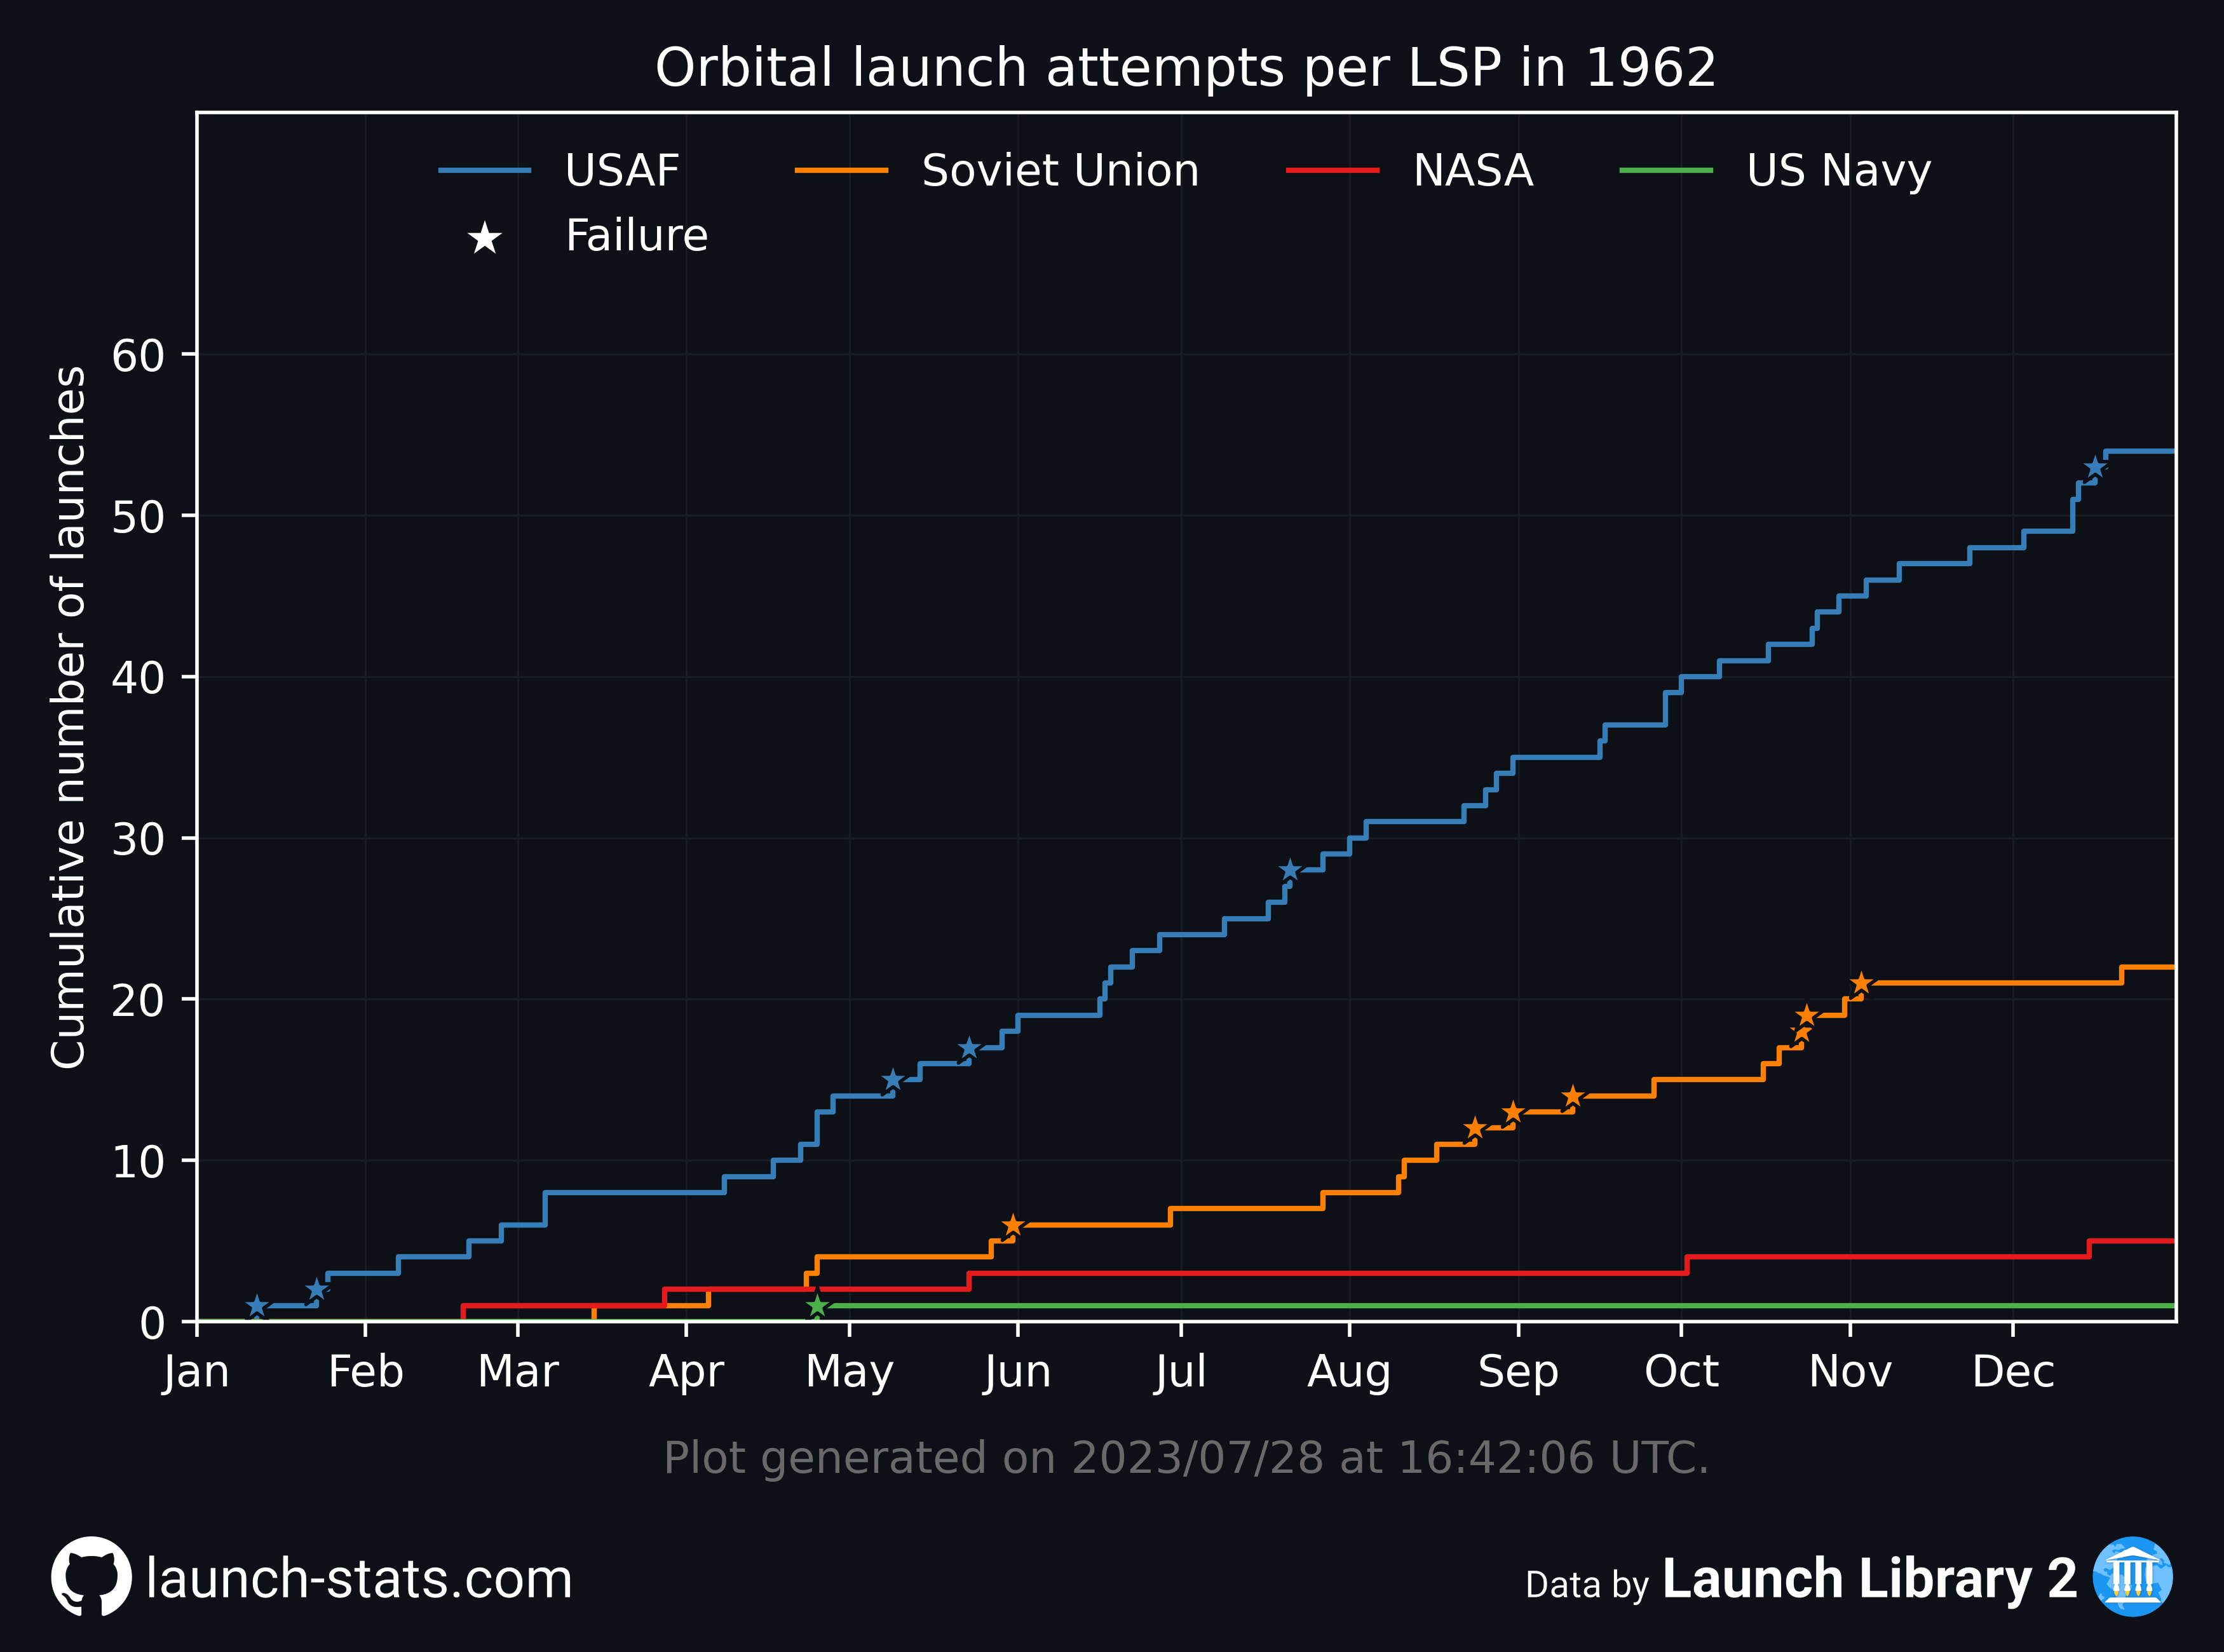 Orbital launch attempts per LSP in 1962
USAF Soviet Union NASA US Navy
Failure
Cumulative number of launches
60
50
40
30
20
10
0
Jan Feb Mar Apr May Jun Jul Aug Sep Oct Nov Dec
Plot generated on 2023/07/28 at 16:42:06 UTC.
launch-stats.com
Data by Launch Library 2